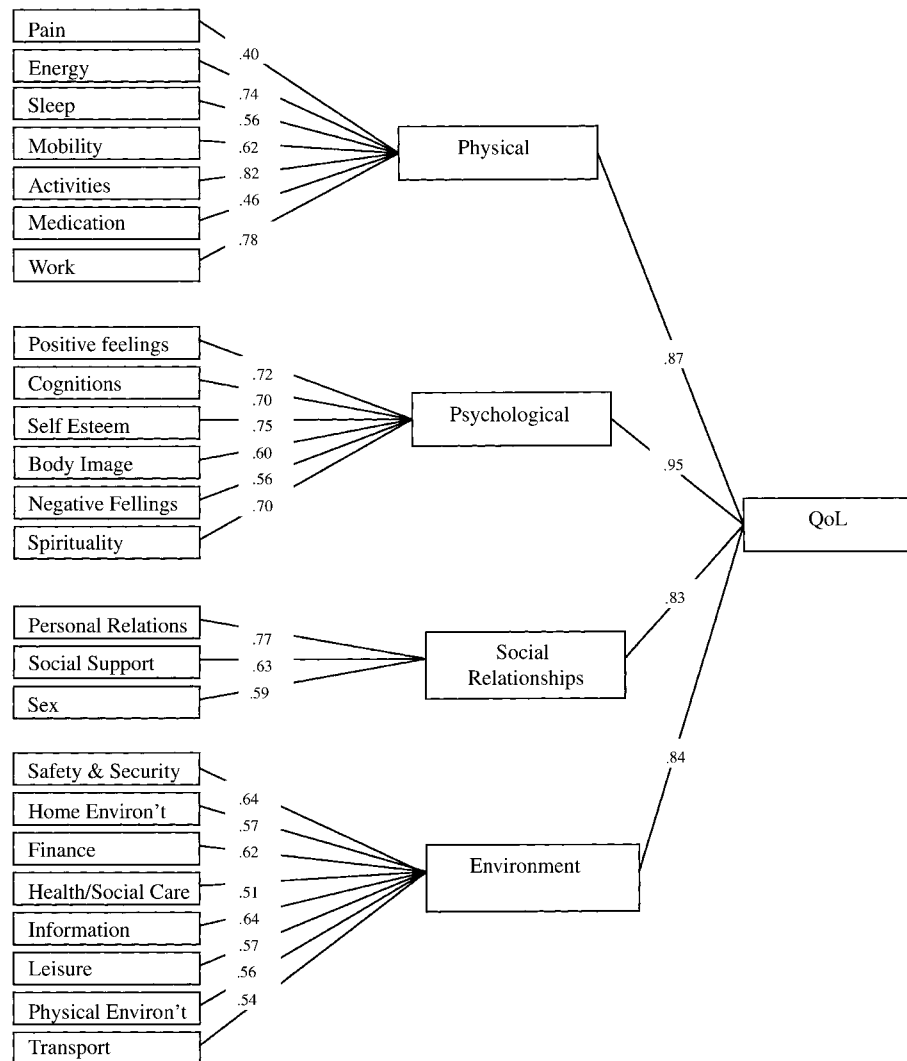 Pain
.40
Energy
.74
Sleep
.56
Mobility
.62
Activities
.82
Medication
.46
Work
.78
Physical
Positive feelings
.72
Cognitions
.70
Self Esteem
.75
Body Image
.60
Negative Fellings
.56
Spirituality
.70
Psychological
Personal Relations
.77
Social Support
.63
Sex
.59
Social
Relationships
Safety & Security
.64
Home Environ't
.57
Finance
.62
Health/Social Care
.51
Information
.64
Leisure
.57
Physical Environ't
.56
Transport
.54
Environment
.87
.95
.83
.84
QoL